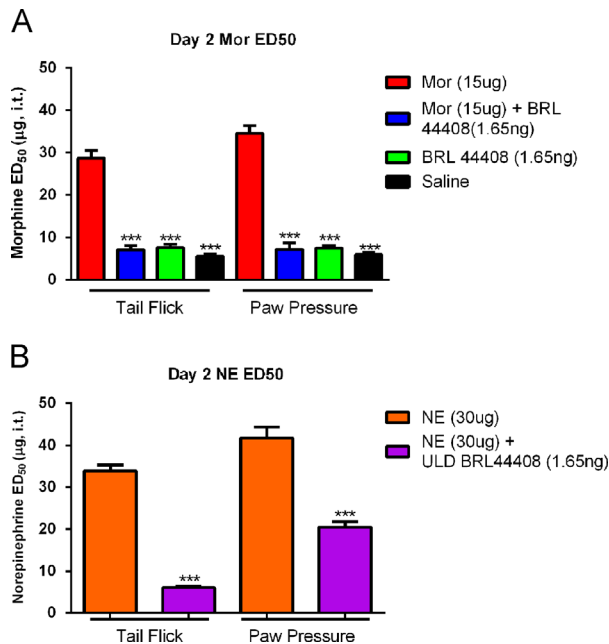 A
Day 2 Mor ED50
Morphine ED50 (µg, i.t.)
50
40
30
20
10
0
*** *** *** *** *** ***
Tail Flick Paw Pressure
Mor (15ug)
Mor (15ug) + BRL
44408(1.65ng)
BRL 44408 (1.65ng)
Saline
B
Day 2 NE ED50
Norepinephrine ED50 (µg, i.t.)
50
40
30
20
10
0
*** ***
Tail Flick Paw Pressure
NE (30ug)
NE (30ug) +
ULD BRL44408 (1.65ng)